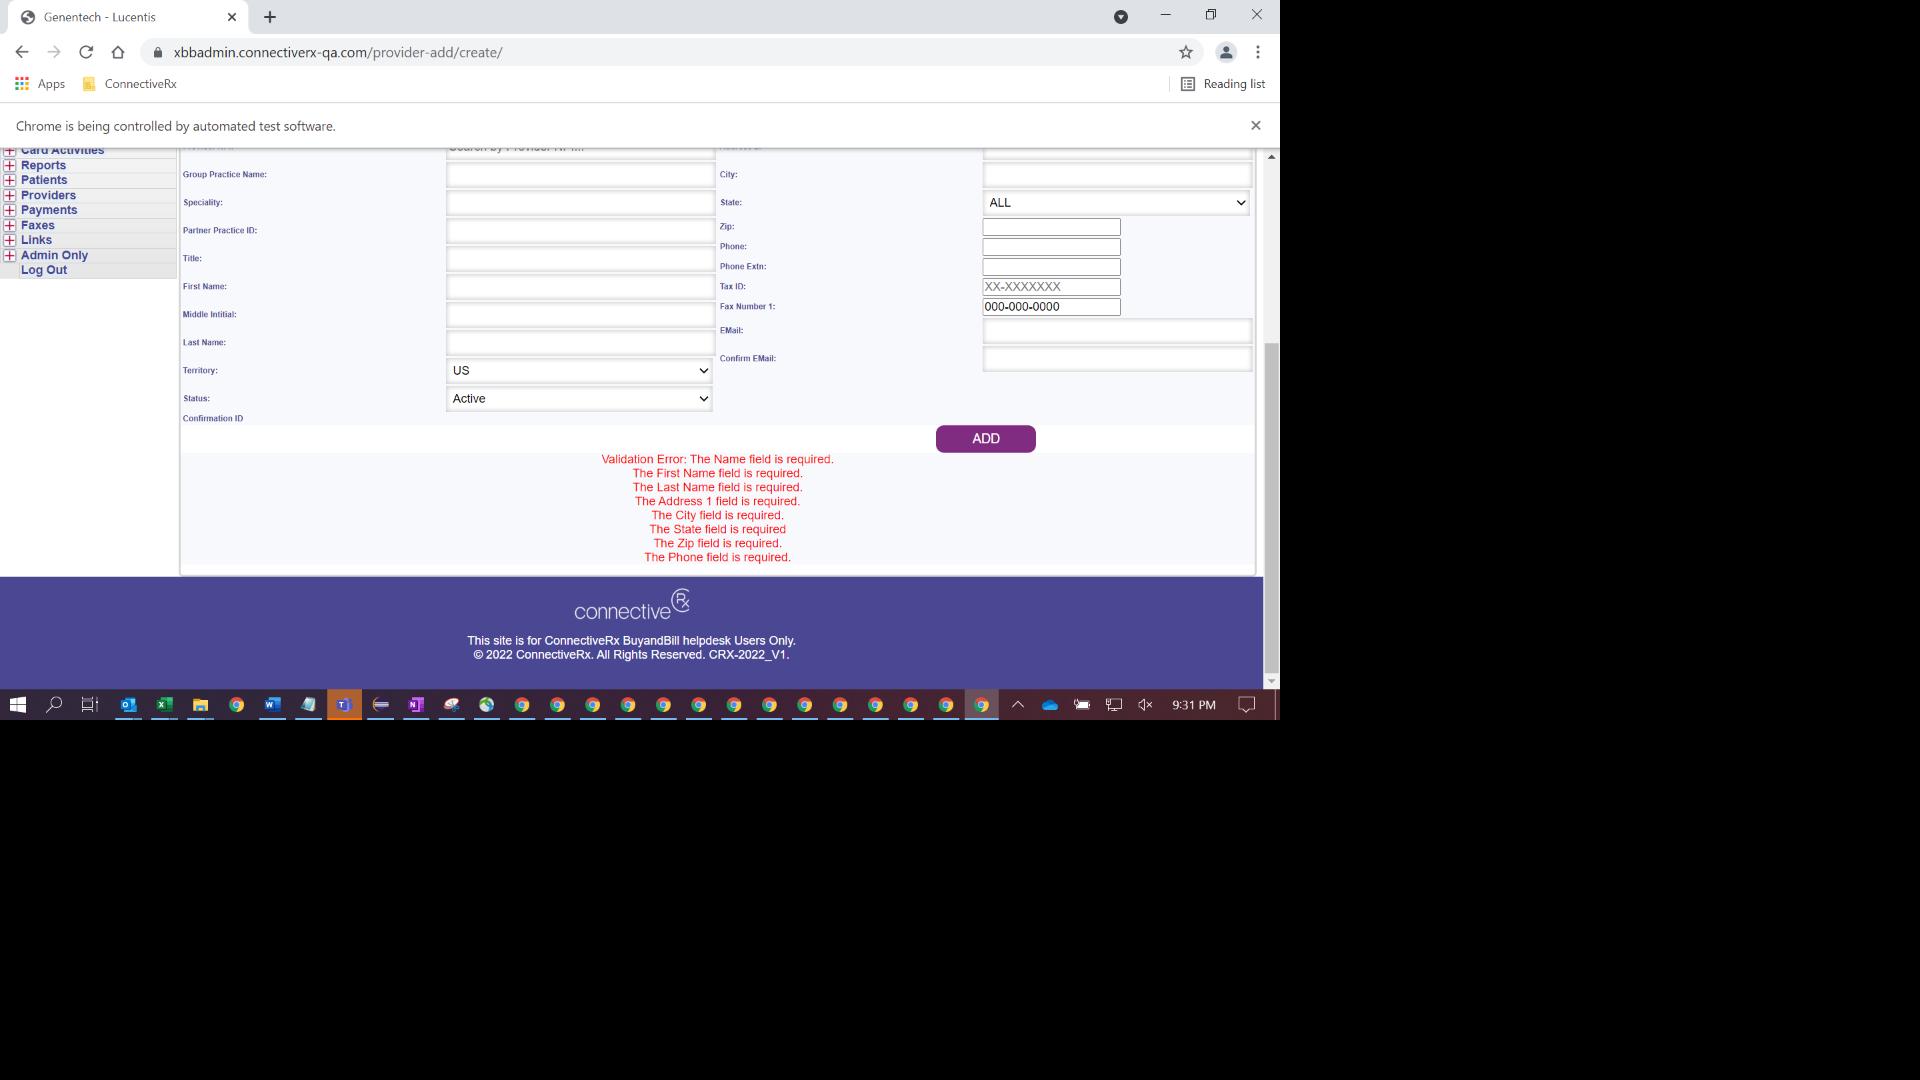 Genentech - Lucentis
xbbadmin.connectiverx-qa.com/provider-add/create/
Apps
ConnectiveRx
Reading list
Chrome is being controlled by automated test software.
Card Activities
Reports
Patients
Providers
Payments
Faxes
Links
Admin Only
Log Out
Search by Provider NPI...
Group Practice Name:
City:
Speciality:
State:
ALL
Partner Practice ID:
Zip:
Phone:
Title:
Phone Extn:
First Name:
Tax ID:
XX-XXXXXXX
Middle Intitial:
Fax Number 1:
000-000-0000
Last Name:
EMail:
Confirm EMail:
Territory:
US
Status:
Active
Confirmation ID
ADD
Validation Error: The Name field is required.
The First Name field is required.
The Last Name field is required.
The Address 1 field is required.
The City field is required.
The State field is required
The Zip field is required.
The Phone field is required.
connectiveRx
This site is for ConnectiveRx BuyandBill helpdesk Users Only.
© 2022 ConnectiveRx. All Rights Reserved. CRX-2022_V1.
9:31 PM